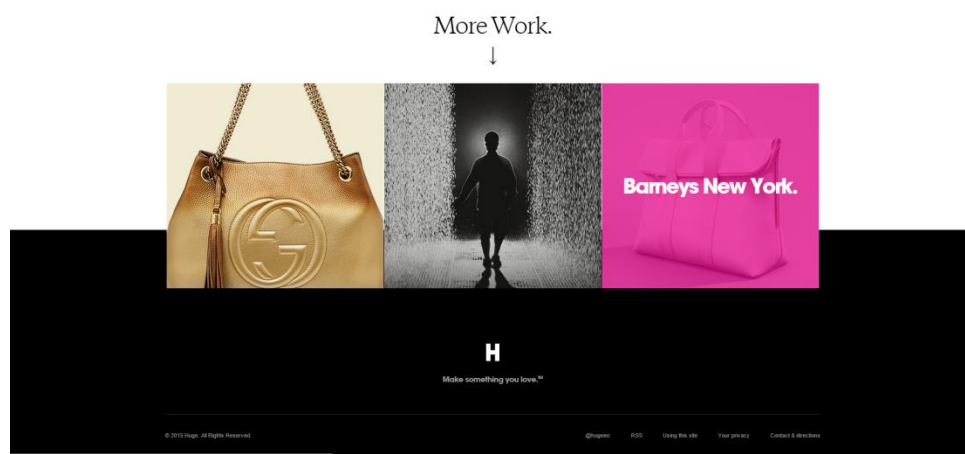 More Work.
↓
Barneys New York.
H
Make something you love.℠
© 2015 Huge. All Rights Reserved.
@hugeinc RSS Using this site Your privacy Contact & directions